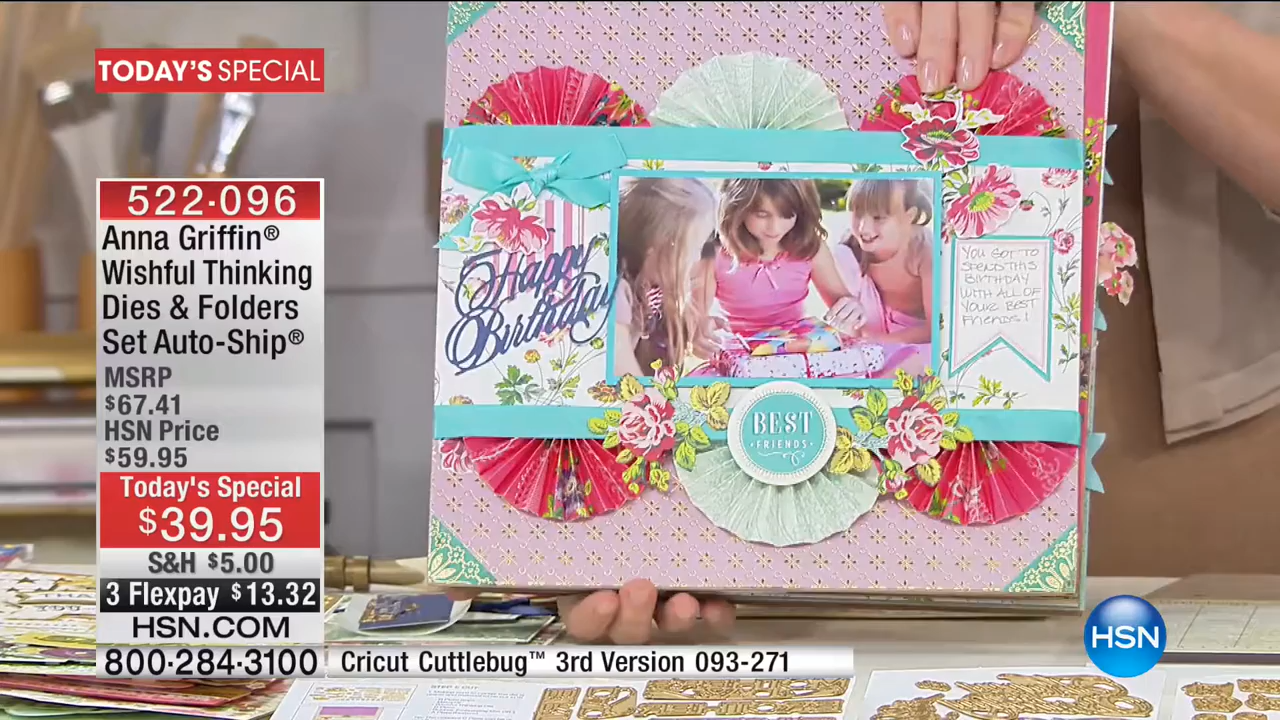 TODAY'S SPECIAL
522·096
Anna Griffin®
Wishful Thinking
Dies & Folders
Set Auto-Ship®
MSRP
$67.41
HSN Price
$59.95
Today's Special
$39.95
S&H $5.00
3 Flexpay $13.32
HSN.COM
800·284·3100
Cricut Cuttlebug™ 3rd Version 093-271
HSN
Happy
Birthday
YOU GOT TO
SPEND THIS
BIRTHDAY
WITH ALL OF
YOUR BEST
FRIENDS!
BEST
·FRIENDS·